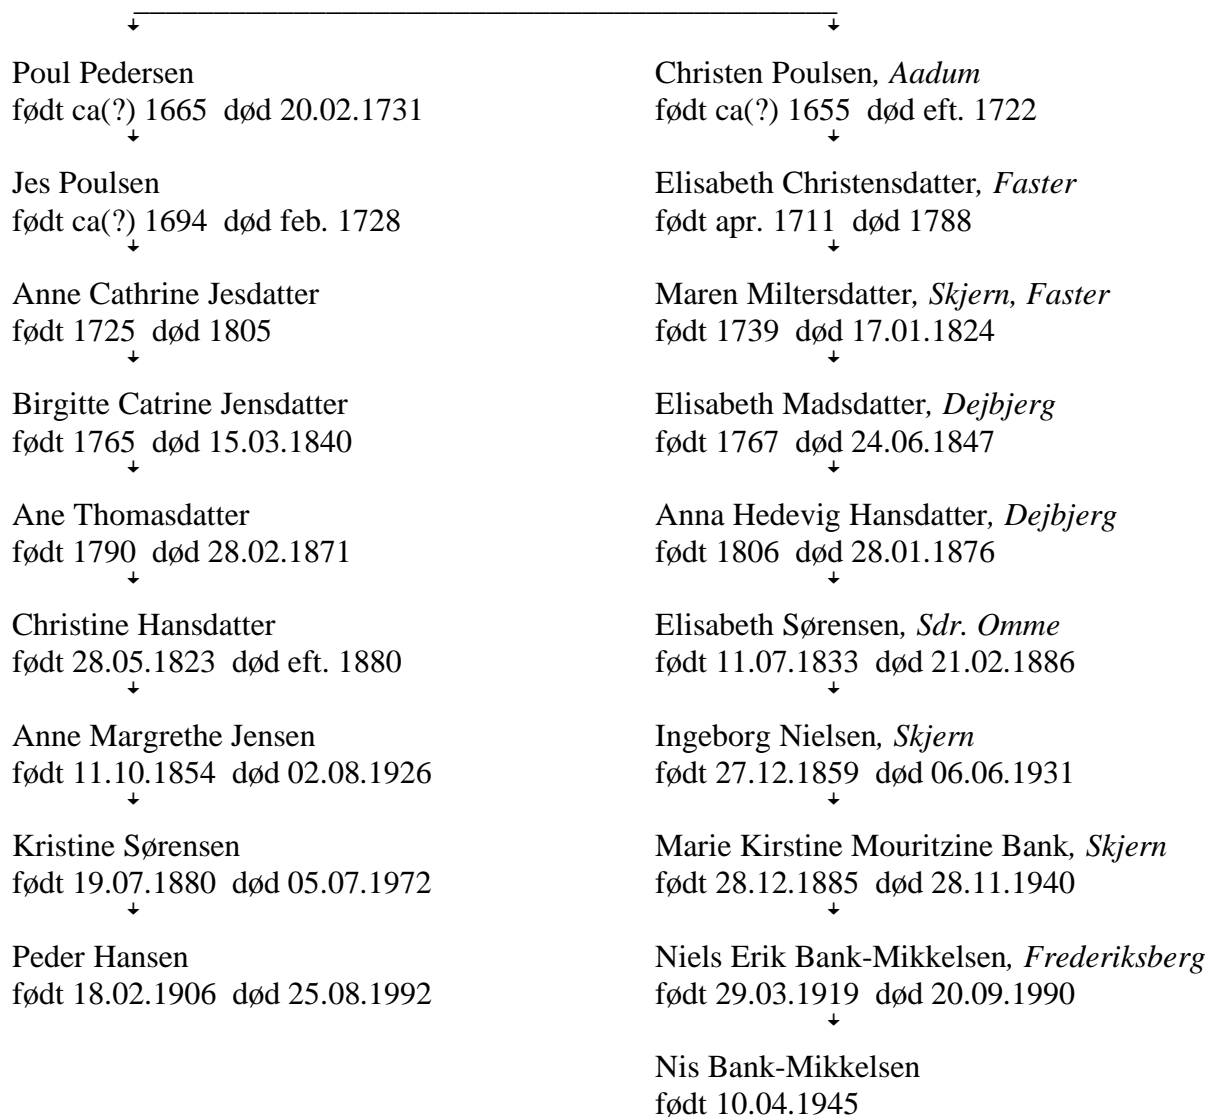 Poul Pedersen
født ca(?) 1665 død 20.02.1731
Jes Poulsen
født ca(?) 1694 død feb. 1728
Anne Cathrine Jesdatter
født 1725 død 1805
Birgitte Catrine Jensdatter
født 1765 død 15.03.1840
Ane Thomasdatter
født 1790 død 28.02.1871
Christine Hansdatter
født 28.05.1823 død eft. 1880
Anne Margrethe Jensen
født 11.10.1854 død 02.08.1926
Kristine Sørensen
født 19.07.1880 død 05.07.1972
Peder Hansen
født 18.02.1906 død 25.08.1992
Christen Poulsen, Aadum
født ca(?) 1655 død eft. 1722
Elisabeth Christensdatter, Faster
født apr. 1711 død 1788
Maren Miltersdatter, Skjern, Faster
født 1739 død 17.01.1824
Elisabeth Madsdatter, Dejbjerg
født 1767 død 24.06.1847
Anna Hedevig Hansdatter, Dejbjerg
født 1806 død 28.01.1876
Elisabeth Sørensen, Sdr. Omme
født 11.07.1833 død 21.02.1886
Ingeborg Nielsen, Skjern
født 27.12.1859 død 06.06.1931
Marie Kirstine Mouritzine Bank, Skjern
født 28.12.1885 død 28.11.1940
Niels Erik Bank-Mikkelsen, Frederiksberg
født 29.03.1919 død 20.09.1990
Nis Bank-Mikkelsen
født 10.04.1945